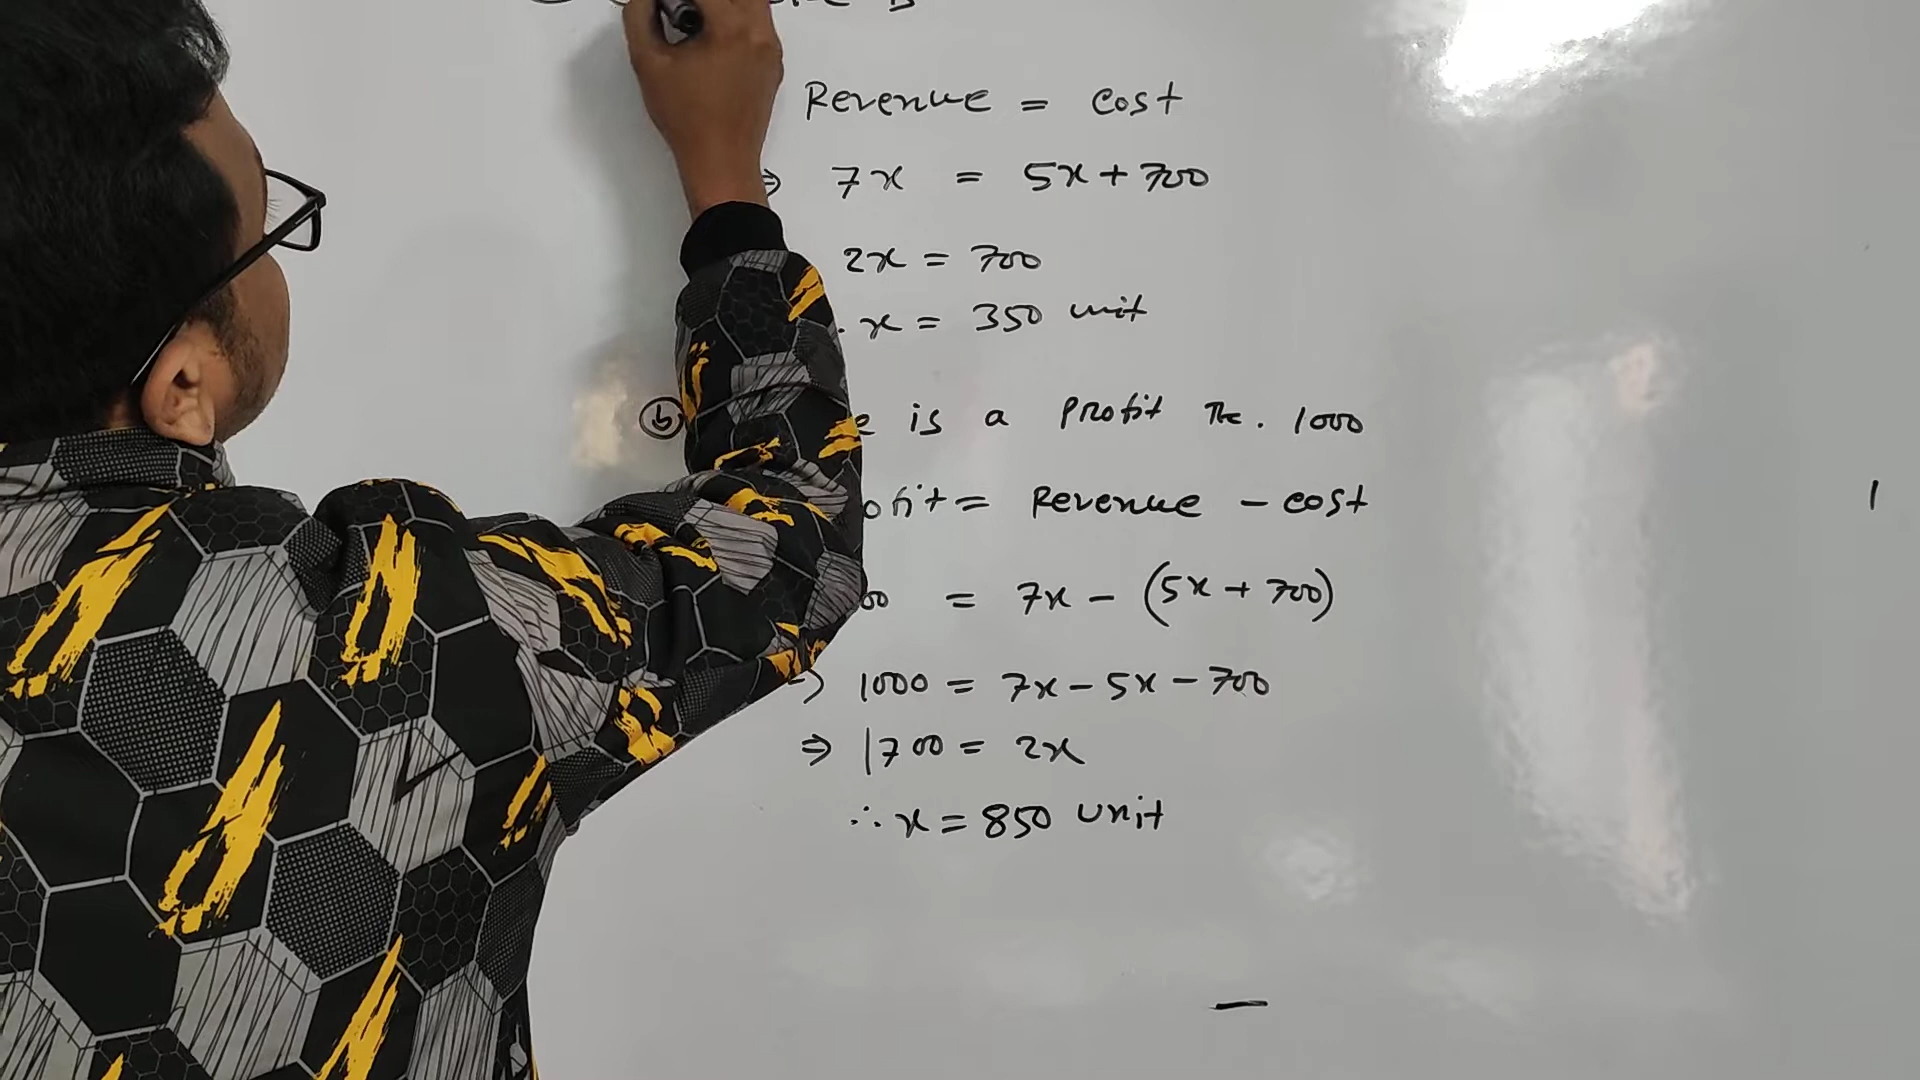 Revenue = cost
⇒ 7x = 5x + 700
2x = 700
. x = 350 unit
(b) is a Profit Tk. 1000
= Revenue - cost
00 = 7x - (5x + 700)
⇒ 1000 = 7x - 5x - 700
⇒ 1700 = 2x
∴ x = 850 unit